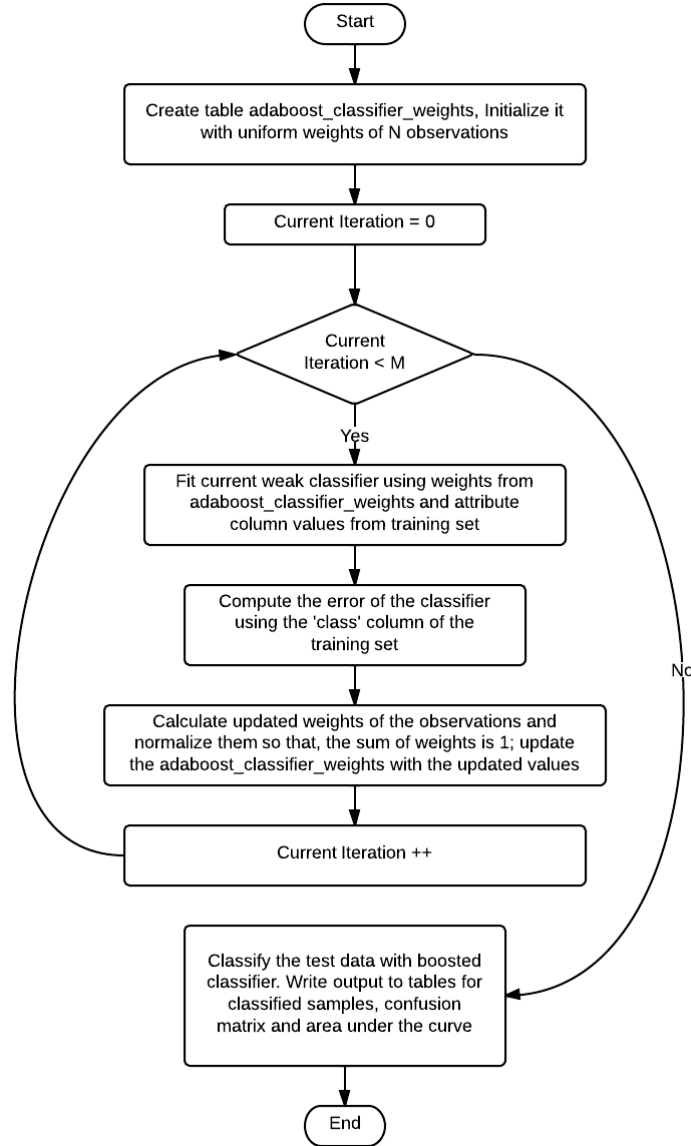 Start
Create table adaboost_classifier_weights, Initialize it
with uniform weights of N observations
Current Iteration = 0
Current
Iteration < M
Yes
Fit current weak classifier using weights from
adaboost_classifier_weights and attribute
column values from training set
Compute the error of the classifier
using the 'class' column of the
training set
No
Calculate updated weights of the observations and
normalize them so that, the sum of weights is 1; update
the adaboost_classifier_weights with the updated values
Current Iteration ++
Classify the test data with boosted
classifier. Write output to tables for
classified samples, confusion
matrix and area under the curve
End